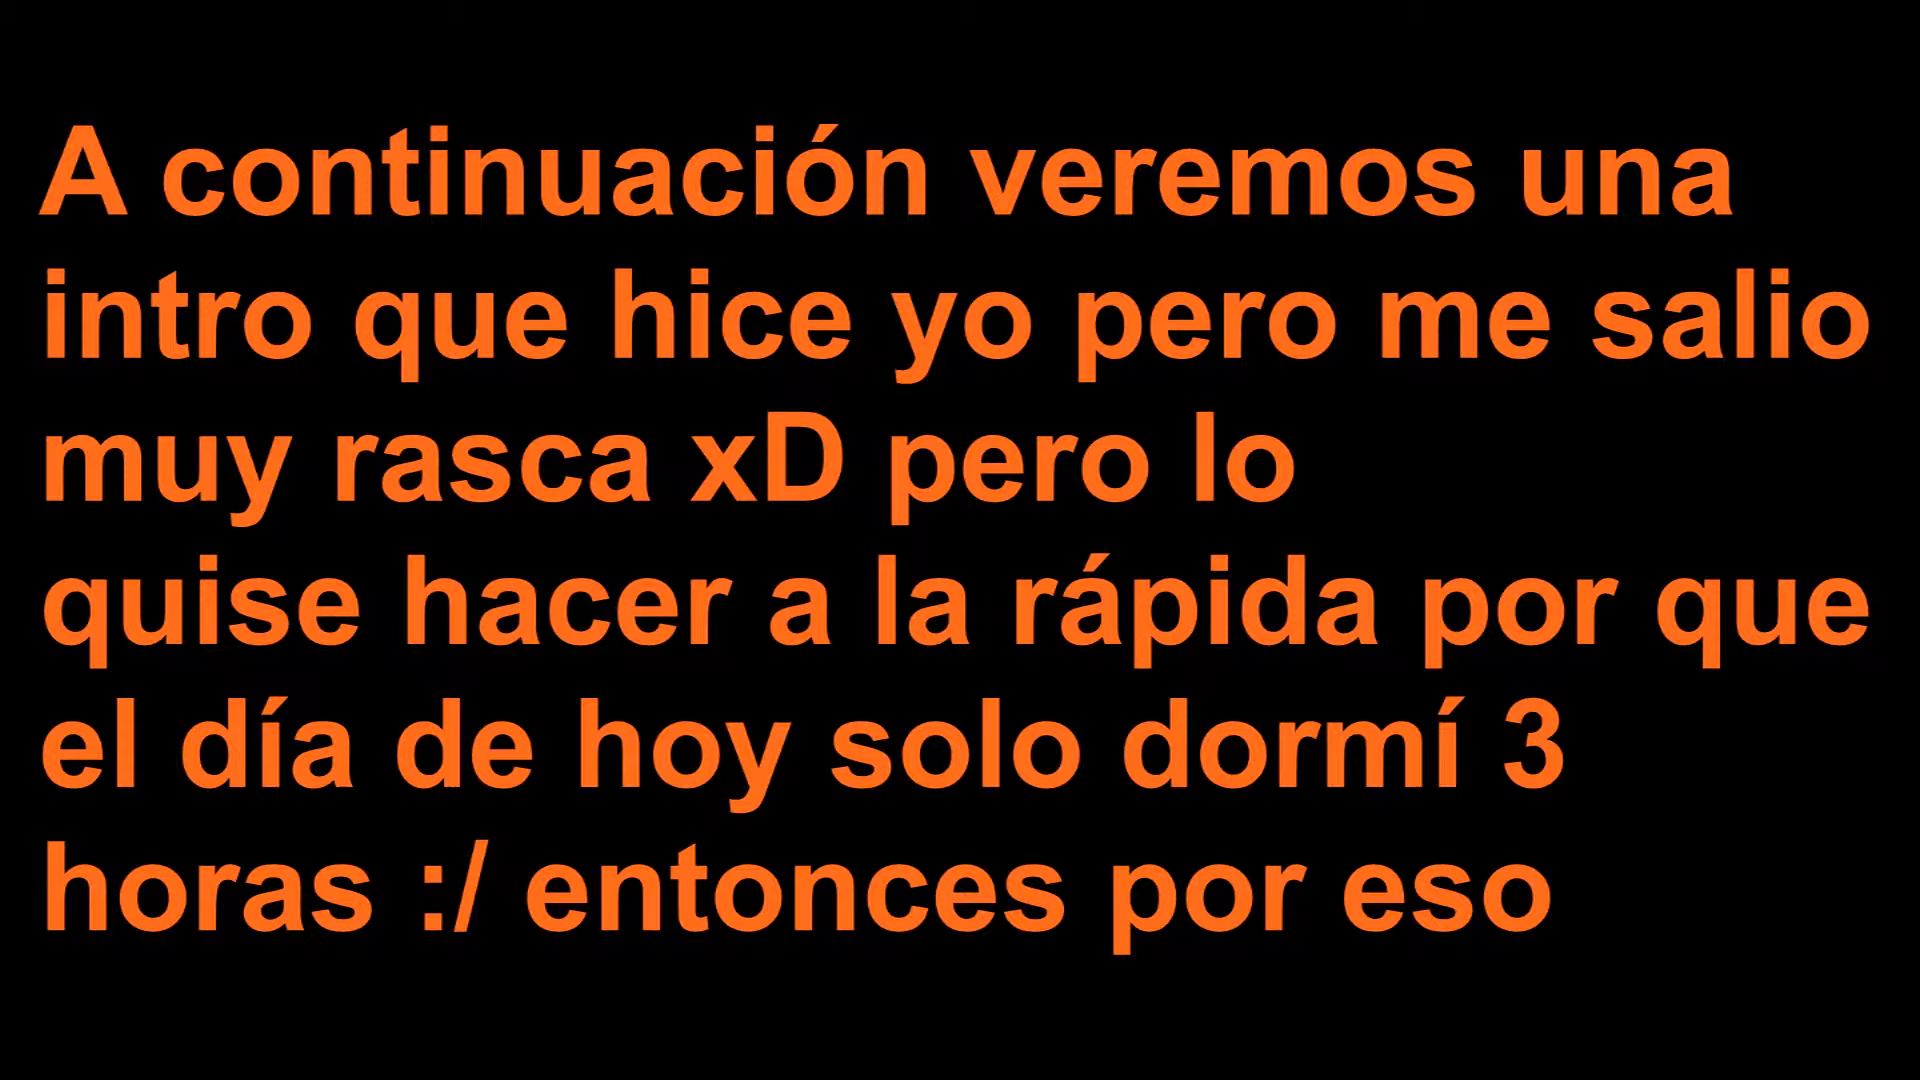 A continuación veremos una
intro que hice yo pero me salio
muy rasca xD pero lo
quise hacer a la rápida por que
el día de hoy solo dormí 3
horas :/ entonces por eso